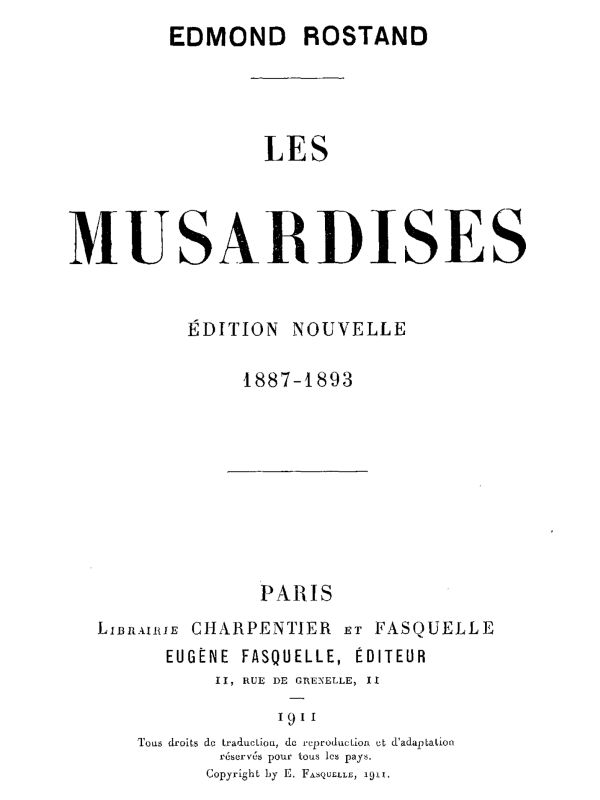 EDMOND ROSTAND
LES
MUSARDISES
ÉDITION NOUVELLE
1887-1893
PARIS
LIBRAIRIE CHARPENTIER ET FASQUELLE
EUGÈNE FASQUELLE, ÉDITEUR
11, RUE DE GRENELLE, 11
1911
Tous droits de traduction, de reproduction et d'adaptation
réservés pour tous les pays.
Copyright by E. FASQUELLE, 1911.